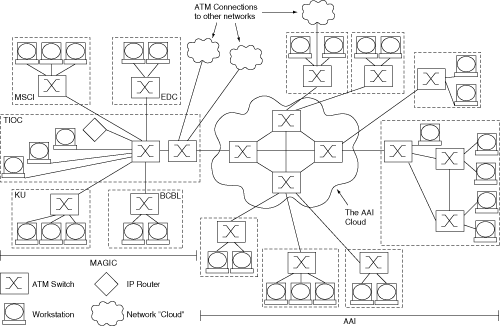 ATM Connections
to other networks
MSCI
EDC
TIOC
KU
BCBL
The AAI
Cloud
MAGIC
ATM Switch
IP Router
Workstation
Network "Cloud"
AAI